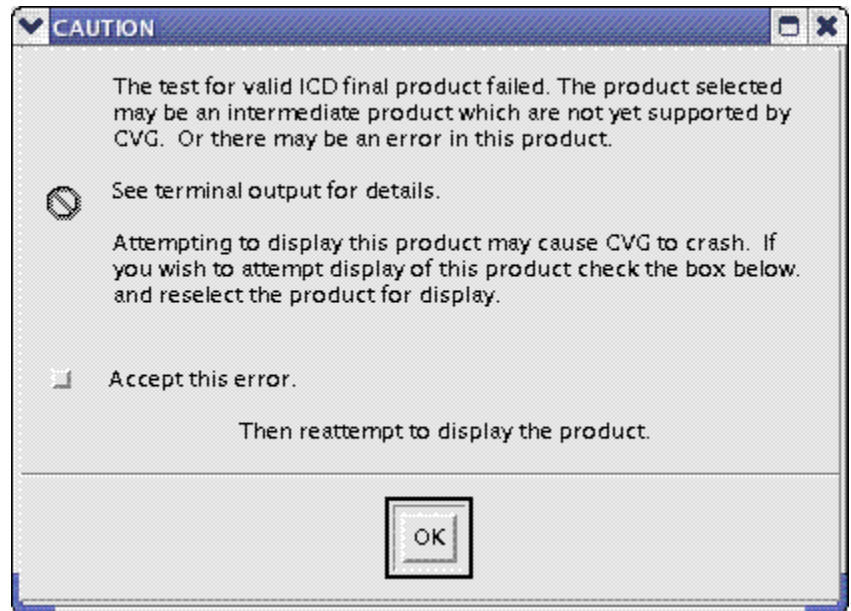 CAUTION
The test for valid ICD final product failed. The product selected
may be an intermediate product which are not yet supported by
CVG.  Or there may be an error in this product.
See terminal output for details.
Attempting to display this product may cause CVG to crash.  If
you wish to attempt display of this product check the box below.
and reselect the product for display.
Accept this error.
Then reattempt to display the product.
OK